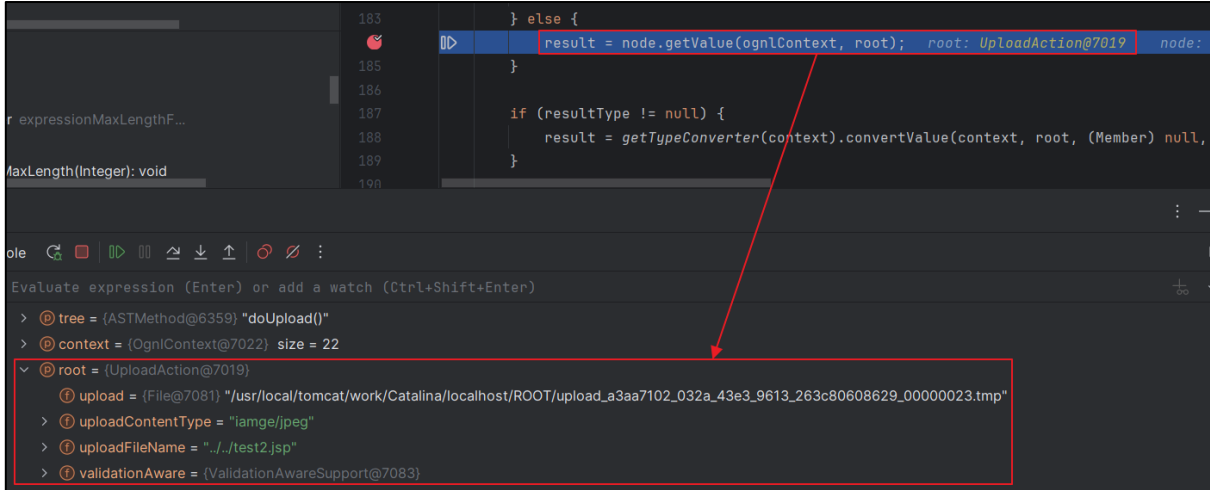 183 } else {
result = node.getValue(ognlContext, root); root: UploadAction@7019 node:
185 }
186
187 if (resultType != null) {
r expressionMaxLengthF...
188 result = getTypeConverter(context).convertValue(context, root, (Member) null,
MaxLength(Integer): void
189 }
190
ole
Evaluate expression (Enter) or add a watch (Ctrl+Shift+Enter)
tree = {ASTMethod@6359} "doUpload()"
context = {OgnlContext@7022} size = 22
root = {UploadAction@7019}
upload = {File@7081} "/usr/local/tomcat/work/Catalina/localhost/ROOT/upload_a3aa7102_032a_43e3_9613_263c80608629_00000023.tmp"
uploadContentType = "iamge/jpeg"
uploadFileName = "../../test2.jsp"
validationAware = {ValidationAwareSupport@7083}